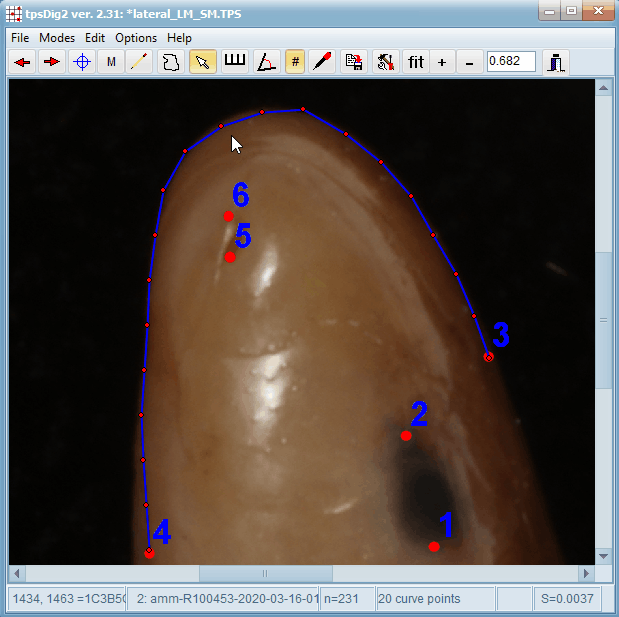 tpsDig2 ver. 2.31: *lateral_LM_SM.TPS
File Modes Edit Options Help
M # fit + - 0.682
6
5
3
2
1
4
1434, 1463 =1C3B5C 2: amm-R100453-2020-03-16-01 n=231 20 curve points S=0.0037